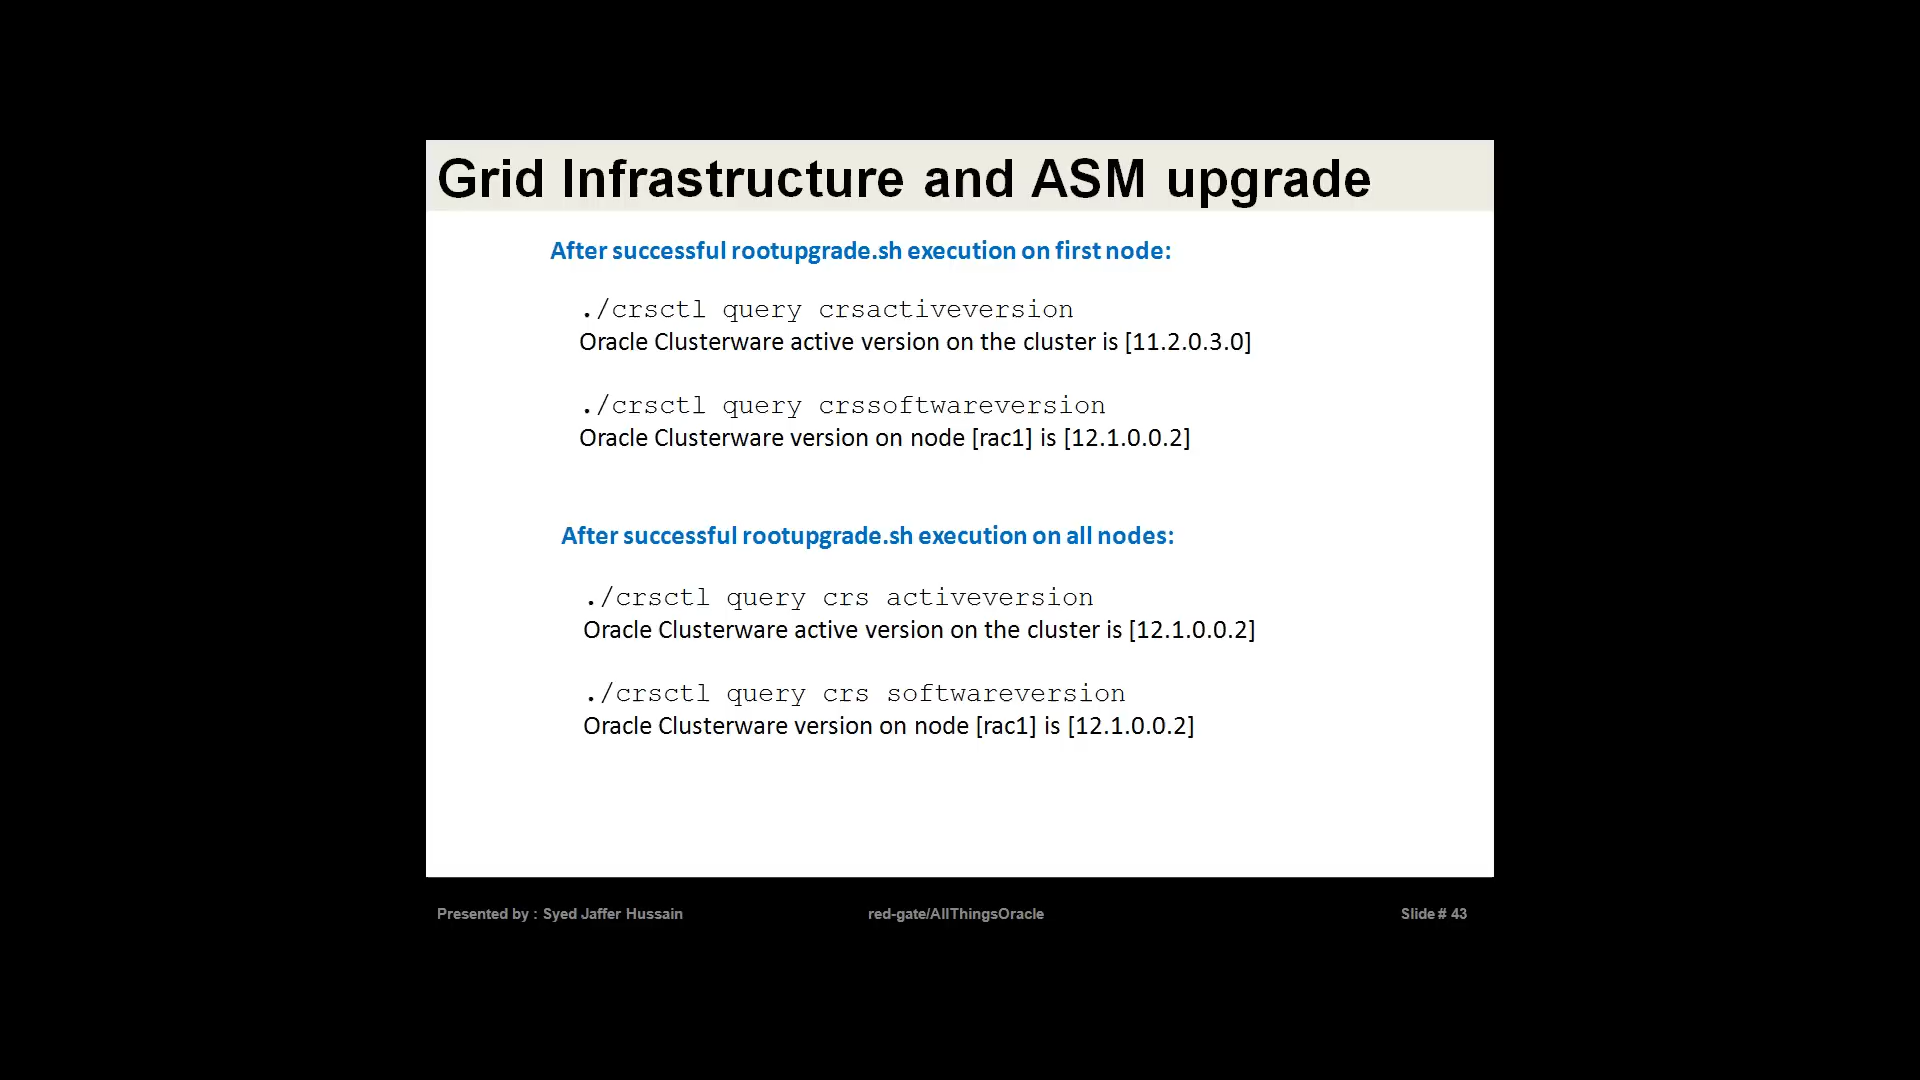 Grid Infrastructure and ASM upgrade
After successful rootupgrade.sh execution on first node:
./crsctl query crsactiveversion
Oracle Clusterware active version on the cluster is [11.2.0.3.0]
./crsctl query crssoftwareversion
Oracle Clusterware version on node [rac1] is [12.1.0.0.2]
After successful rootupgrade.sh execution on all nodes:
./crsctl query crs activeversion
Oracle Clusterware active version on the cluster is [12.1.0.0.2]
./crsctl query crs softwareversion
Oracle Clusterware version on node [rac1] is [12.1.0.0.2]
Presented by : Syed Jaffer Hussain
red-gate/AllThingsOracle
Slide # 43